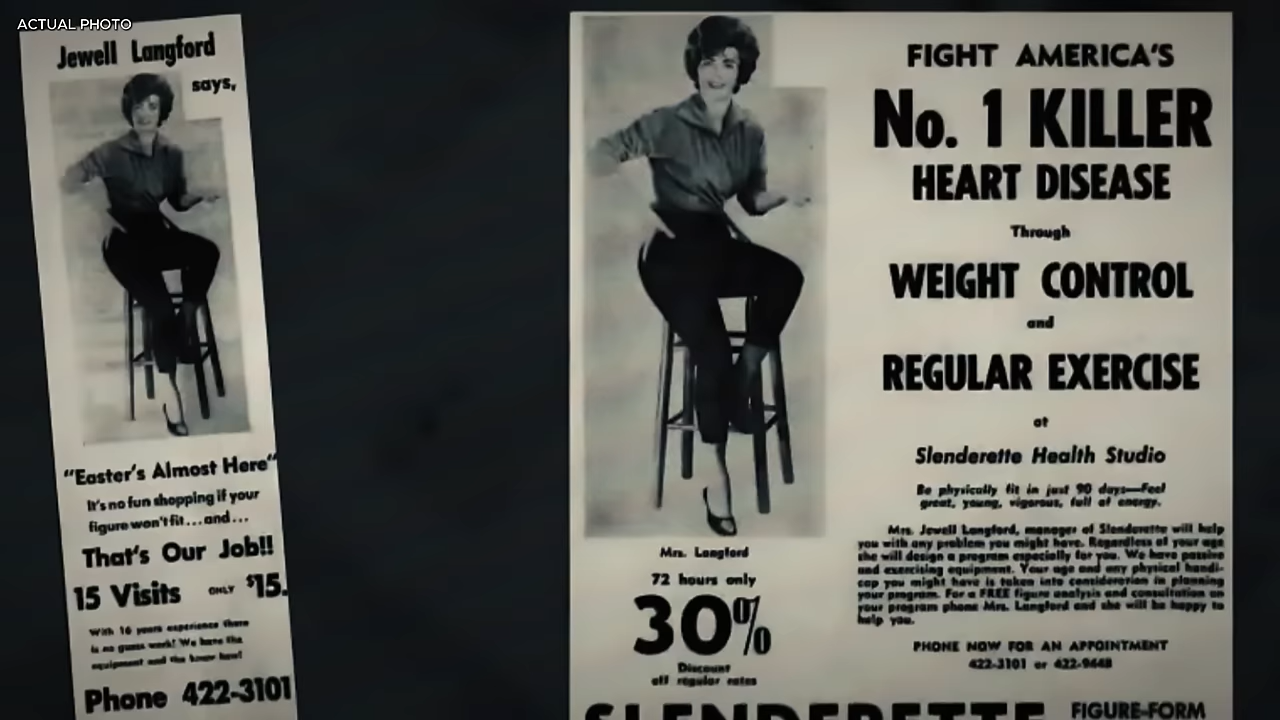 ACTUAL PHOTO
Jewell Langford
says,
"Easter's Almost Here"
It's no fun shopping if your
figure won't fit...and...
That's Our Job!!
15 Visits ONLY $15.
With 16 years experience there
is no guess work! We have the
equipment and the know how!
Phone 422-3101
FIGHT AMERICA'S
No. 1 KILLER
HEART DISEASE
Through
WEIGHT CONTROL
and
REGULAR EXERCISE
at
Slenderette Health Studio
Be physically fit in just 90 days—Feel
great, young, vigorous, full of energy.
Mrs. Jewell Langford, manager of Slenderette will help
you with any problem you might have. Regardless of your age
she will design a program especially for you. We have passive
and exercising equipment. Your age and any physical handi-
cap you might have is taken into consideration in planning
your program. For a FREE figure analysis and consultation on
your program phone Mrs. Langford and she will be happy to
help you.
PHONE NOW FOR AN APPOINTMENT
422-3101 or 422-9448
Mrs. Langford
72 hours only
30%
Discount
off regular rates
SLENDERETTE FIGURE-FORM